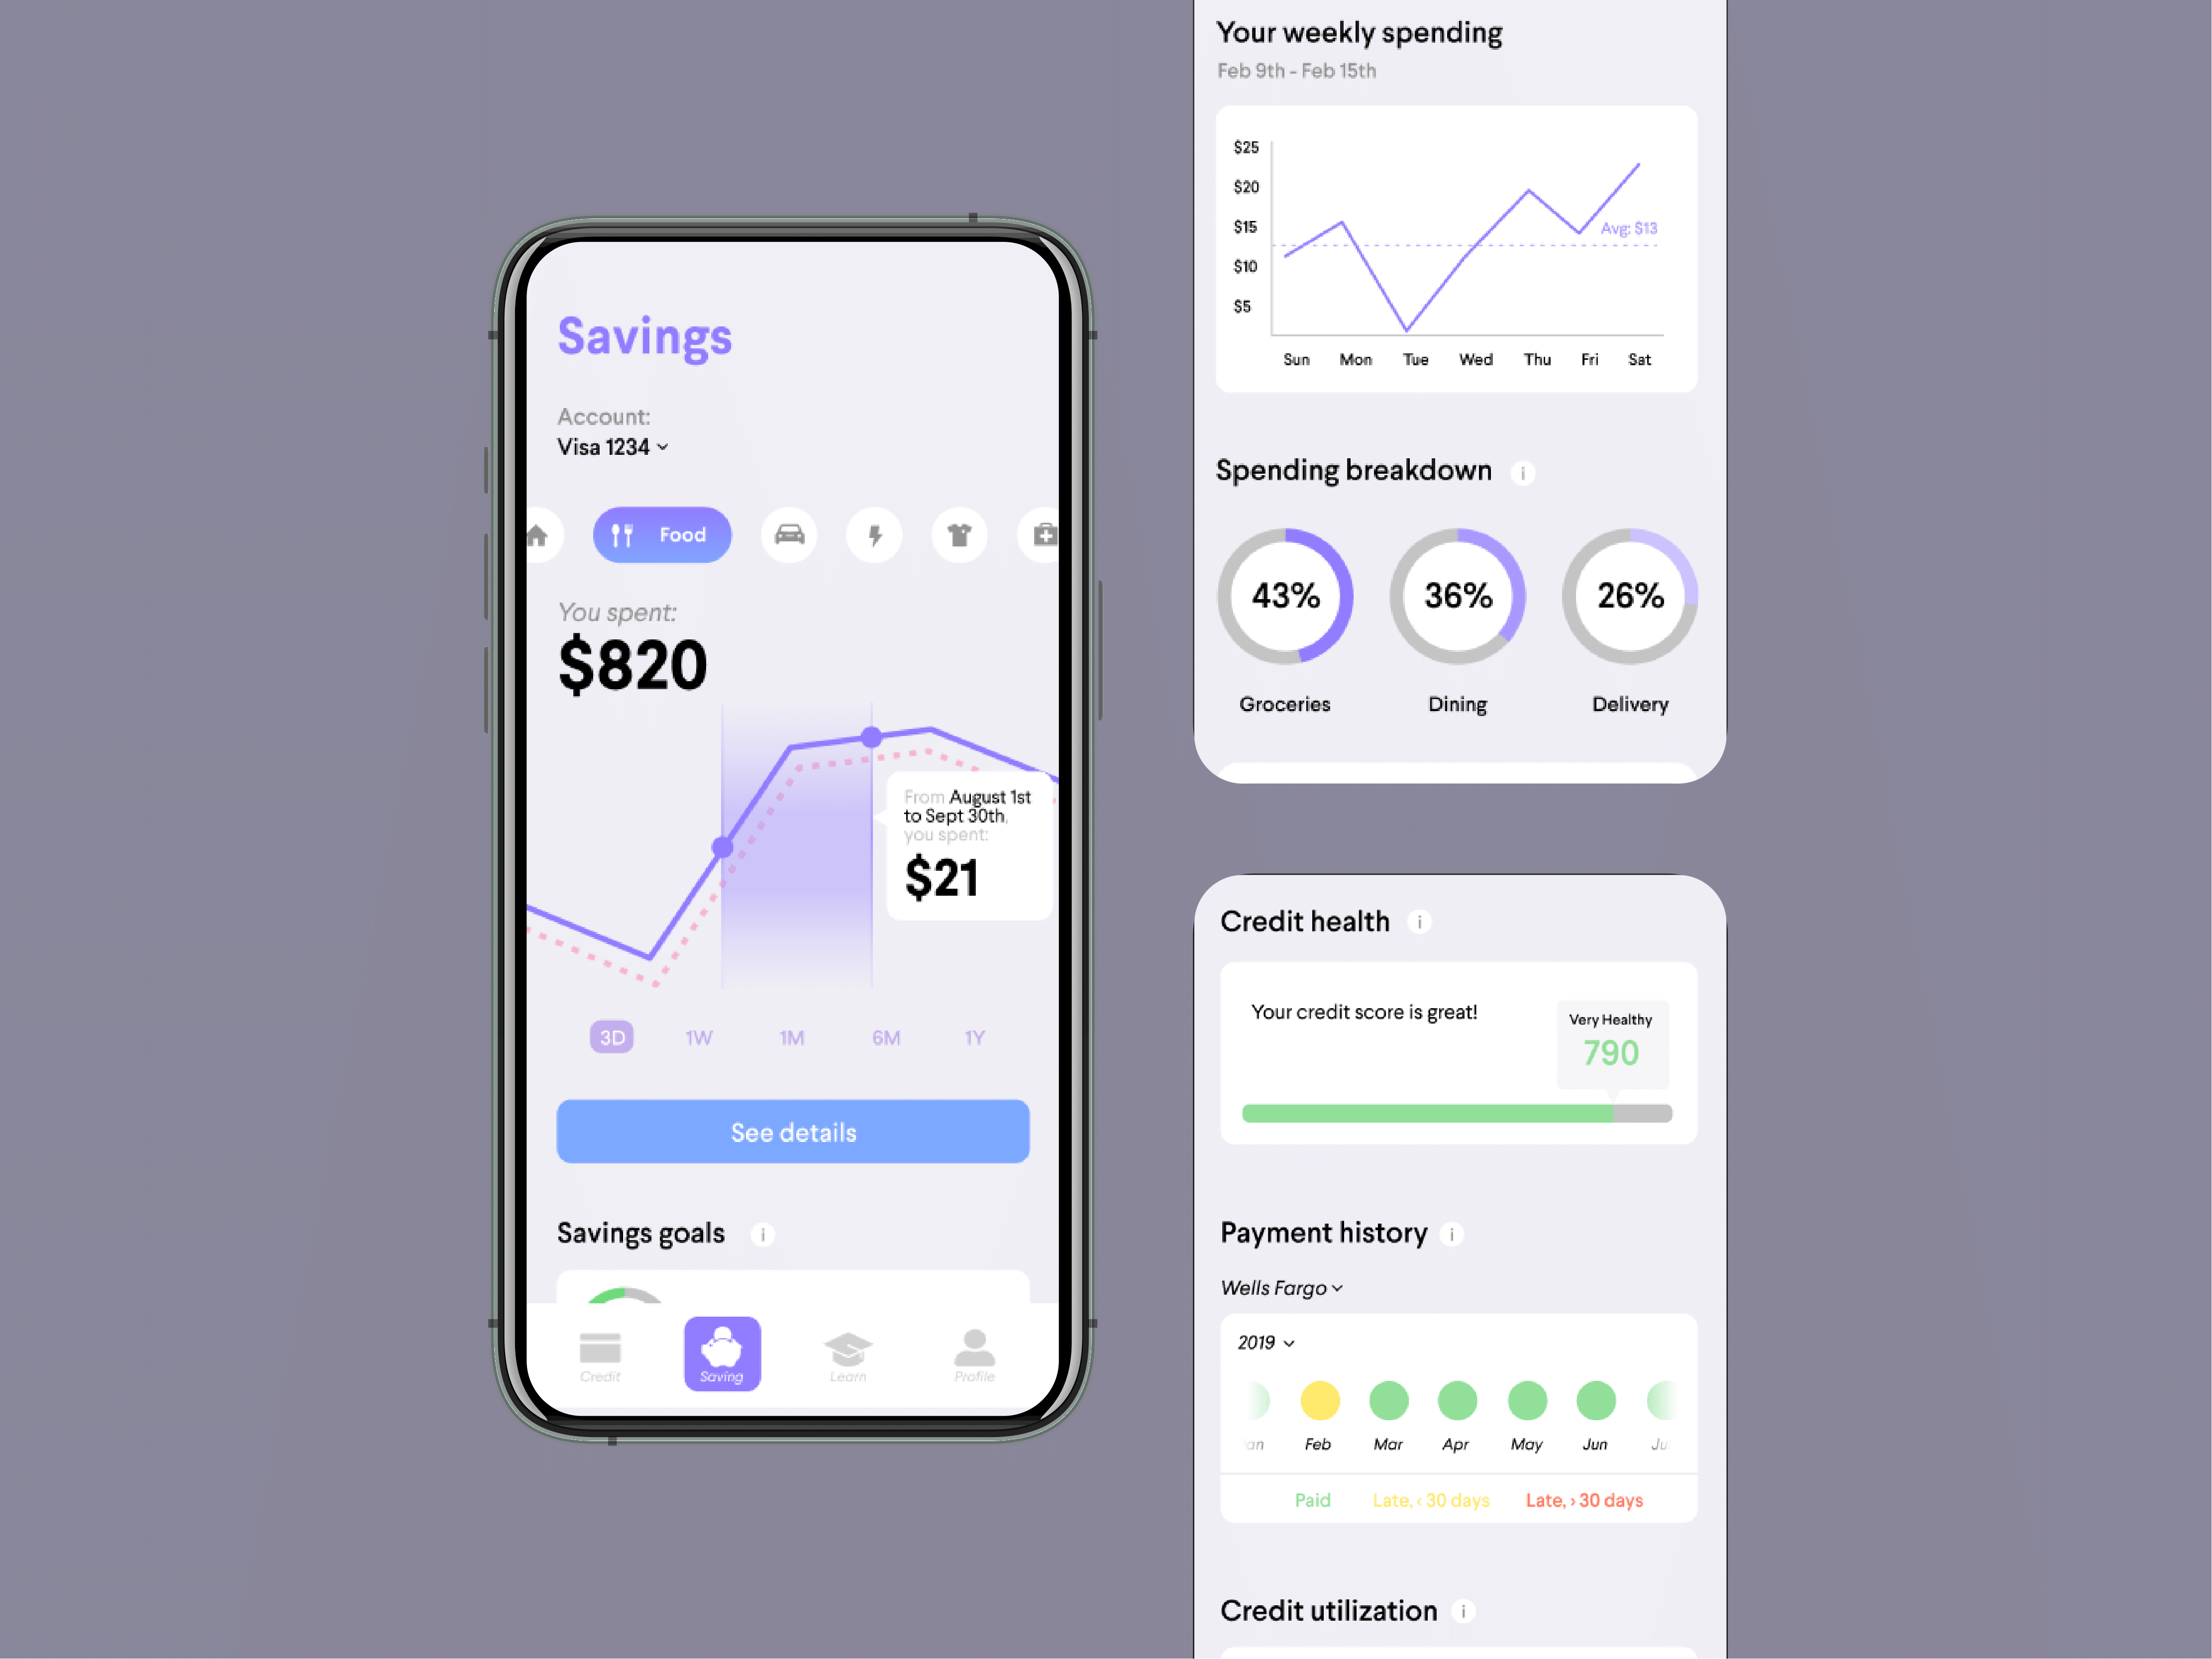 Savings
Account:
Visa 1234
Food
You spent:
$820
From August 1st
to Sept 30th,
you spent:
$21
3D 1W 1M 6M 1Y
See details
Savings goals
i
Credit Saving Learn Profile
Your weekly spending
Feb 9th - Feb 15th
$25
$20
$15
$10
$5
Avg: $13
Sun Mon Tue Wed Thu Fri Sat
Spending breakdown
i
43% 36% 26%
Groceries Dining Delivery
Credit health
i
Your credit score is great!
Very Healthy
790
Payment history
i
Wells Fargo
2019
an Feb Mar Apr May Jun Ju
Paid Late, < 30 days Late, > 30 days
Credit utilization
i